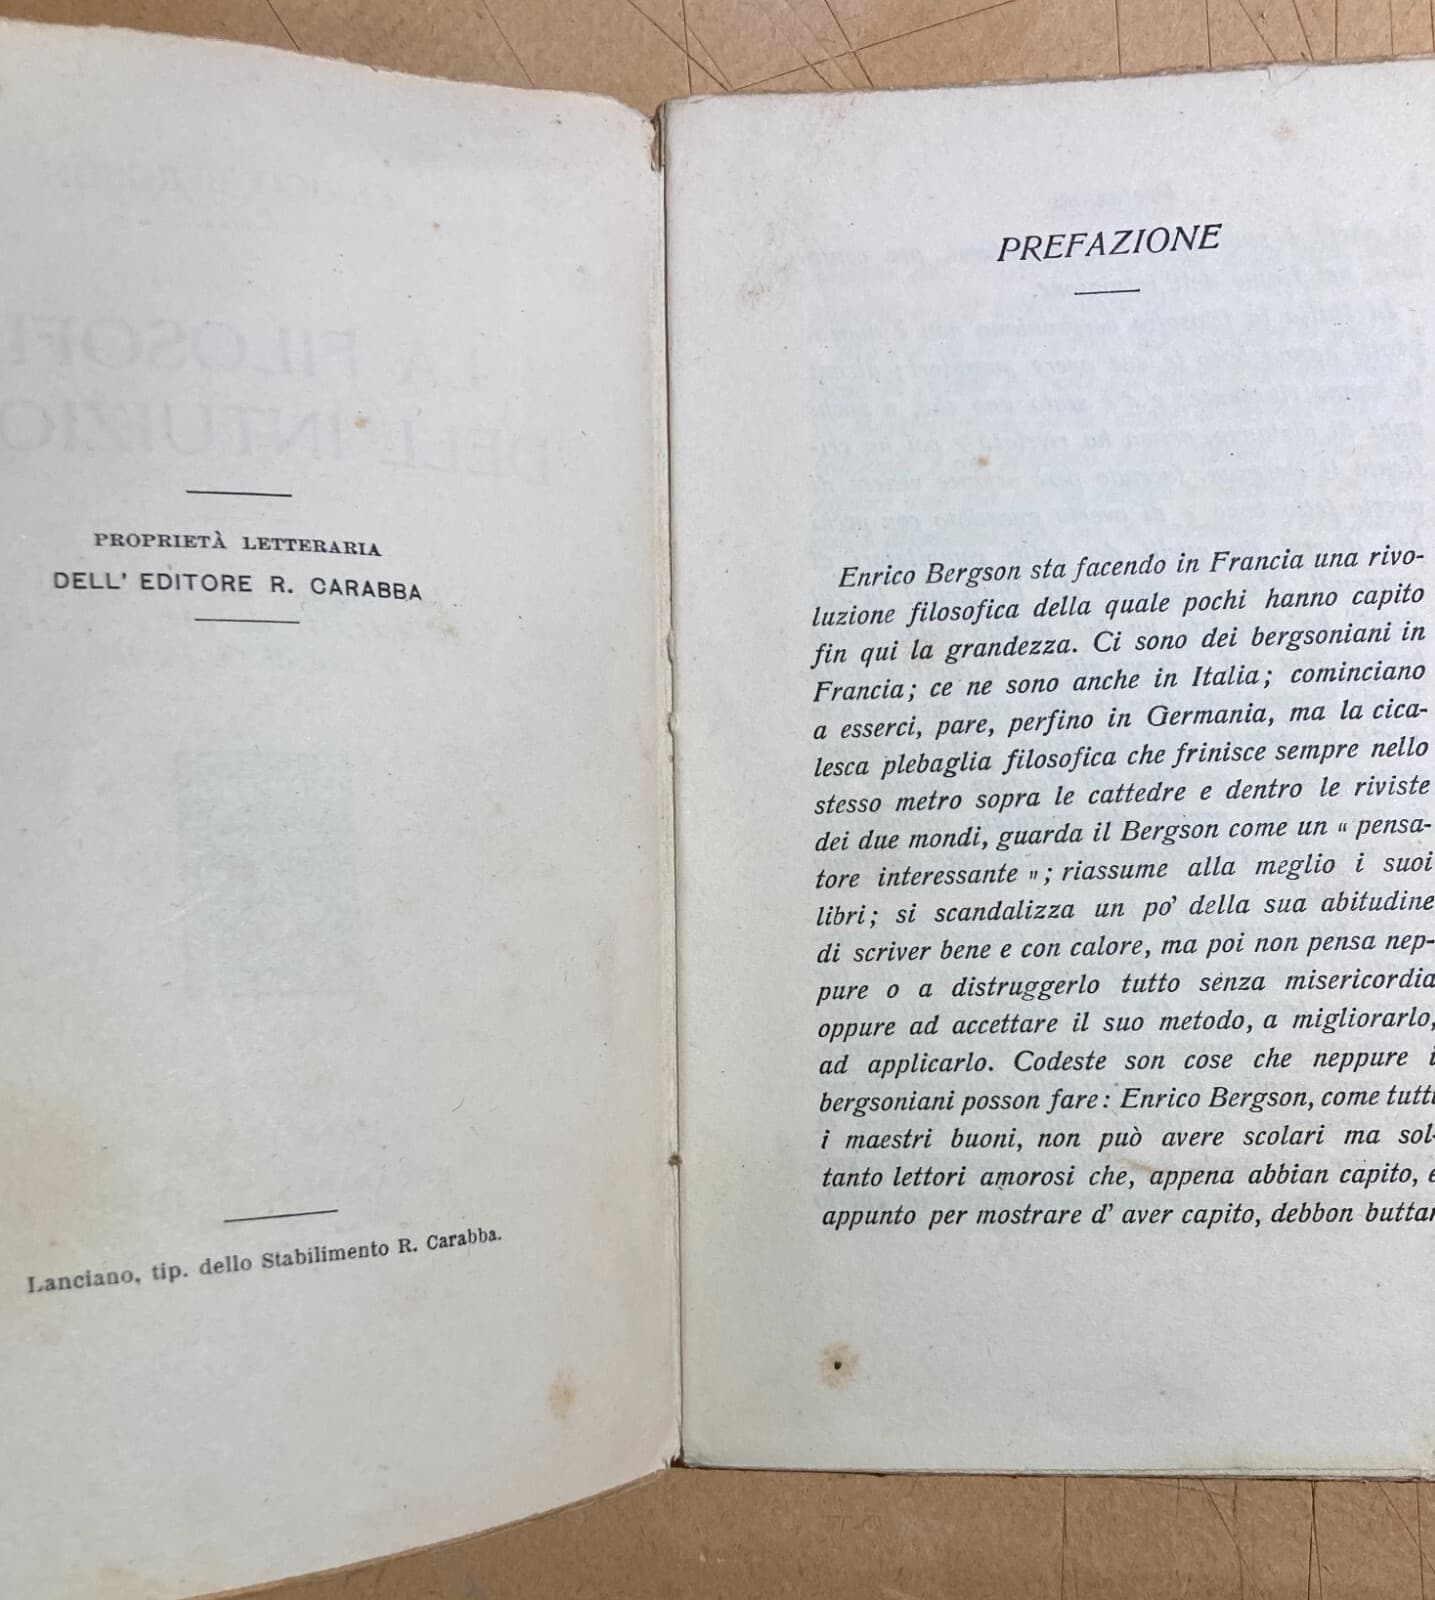 PROPRIETÀ LETTERARIA
DELL' EDITORE R. CARABBA
Lanciano, tip. dello Stabilimento R. Carabba.
PREFAZIONE
Enrico Bergson sta facendo in Francia una rivo-
luzione filosofica della quale pochi hanno capito
fin qui la grandezza. Ci sono dei bergsoniani in
Francia; ce ne sono anche in Italia; cominciano
a esserci, pare, perfino in Germania, ma la cica-
lesca plebaglia filosofica che frinisce sempre nello
stesso metro sopra le cattedre e dentro le riviste
dei due mondi, guarda il Bergson come un « pensa-
tore interessante »; riassume alla meglio i suoi
libri; si scandalizza un po' della sua abitudine
di scriver bene e con calore, ma poi non pensa nep-
pure o a distruggerlo tutto senza misericordia
oppure ad accettare il suo metodo, a migliorarlo,
ad applicarlo. Codeste son cose che neppure i
bergsoniani posson fare: Enrico Bergson, come tutti
i maestri buoni, non può avere scolari ma sol-
tanto lettori amorosi che, appena abbian capito, e
appunto per mostrare d' aver capito, debbon buttar